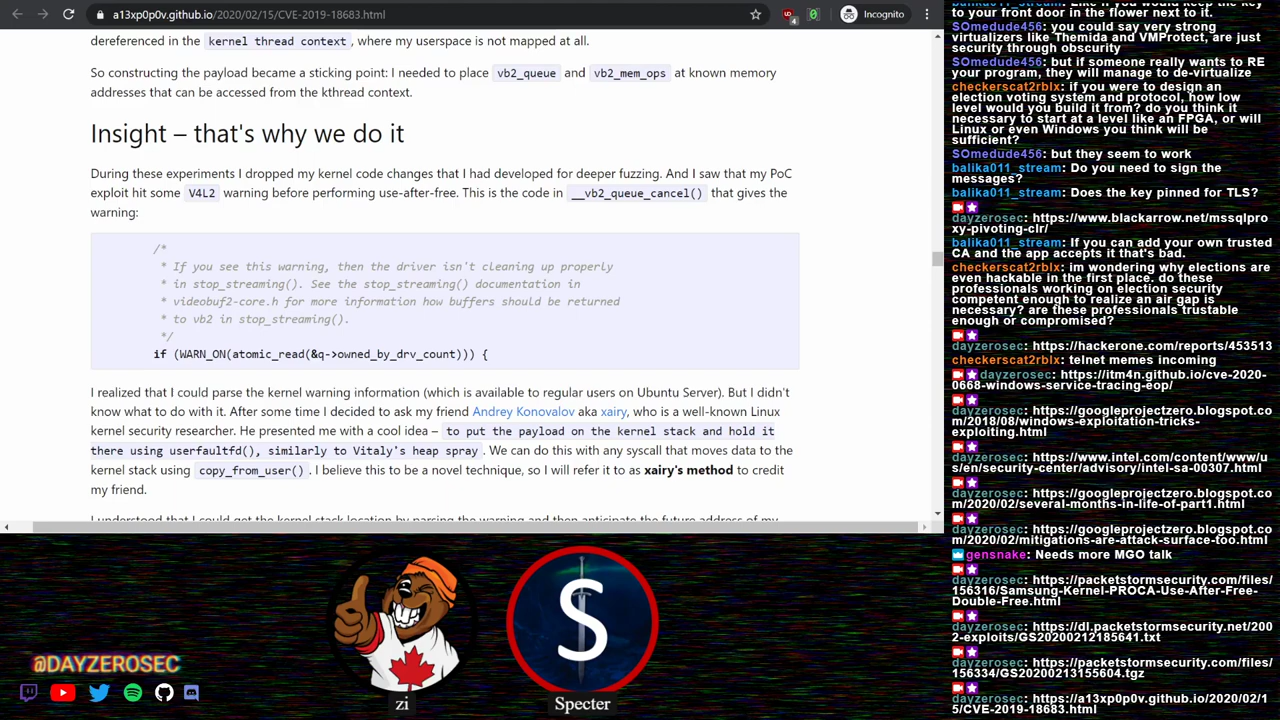 a13xp0p0v.github.io/2020/02/15/CVE-2019-18683.html
4
Incognito
dereferenced in the kernel thread context, where my userspace is not mapped at all.
So constructing the payload became a sticking point: I needed to place vb2_queue and vb2_mem_ops at known memory
addresses that can be accessed from the kthread context.
Insight – that's why we do it
During these experiments I dropped my kernel code changes that I had developed for deeper fuzzing. And I saw that my PoC
exploit hit some V4L2 warning before performing use-after-free. This is the code in __vb2_queue_cancel() that gives the
warning:
/*
* If you see this warning, then the driver isn't cleaning up properly
* in stop_streaming(). See the stop_streaming() documentation in
* videobuf2-core.h for more information how buffers should be returned
* to vb2 in stop_streaming().
*/
if (WARN_ON(atomic_read(&q->owned_by_drv_count))) {
I realized that I could parse the kernel warning information (which is available to regular users on Ubuntu Server). But I didn't
know what to do with it. After some time I decided to ask my friend Andrey Konovalov aka xairy, who is a well-known Linux
kernel security researcher. He presented me with a cool idea – to put the payload on the kernel stack and hold it
there using userfaultfd(), similarly to Vitaly's heap spray. We can do this with any syscall that moves data to the
kernel stack using copy_from_user(). I believe this to be a novel technique, so I will refer it to as xairy's method to credit
my friend.
I understood that I could get the kernel stack location by parsing the warning and then anticipate the future address of my
to your front door in the flower next to it.
SOmedude456: you could say very strong
virtualizers like Themida and VMProtect, are just
security through obscurity
SOmedude456: but if someone really wants to RE
your program, they will manage to de-virtualize
checkerscat2rblx: if you were to design an
election voting system and protocol, how low
level would you build it from? do you think it
necessary to start at a level like an FPGA, or will
Linux or even Windows you think will be
sufficient?
SOmedude456: but they seem to work
balika011_stream: Do you need to sign the
messages?
balika011_stream: Does the key pinned for TLS?
dayzerosec: https://www.blackarrow.net/mssqlpro
xy-pivoting-clr/
balika011_stream: If you can add your own trusted
CA and the app accepts it that's bad.
checkerscat2rblx: im wondering why elections are
even hackable in the first place. do these
professionals working on election security
competent enough to realize an air gap is
necessary? are these professionals trustable
enough or compromised?
dayzerosec: https://hackerone.com/reports/453513
checkerscat2rblx: telnet memes incoming
dayzerosec: https://itm4n.github.io/cve-2020-
0668-windows-service-tracing-eop/
dayzerosec: https://googleprojectzero.blogspot.co
m/2018/08/windows-exploitation-tricks-
exploiting.html
dayzerosec: https://www.intel.com/content/www/u
s/en/security-center/advisory/intel-sa-00307.html
dayzerosec: https://googleprojectzero.blogspot.co
m/2020/02/several-months-in-life-of-part1.html
dayzerosec: https://googleprojectzero.blogspot.co
m/2020/02/mitigations-are-attack-surface-too.html
gensnake: Needs more MGO talk
dayzerosec: https://packetstormsecurity.com/files/
156316/Samsung-Kernel-PROCA-Use-After-Free-
Double-Free.html
dayzerosec: https://dl.packetstormsecurity.net/200
2-exploits/GS20200212185641.txt
dayzerosec: https://packetstormsecurity.com/files/
156334/GS20200213155604.tgz
dayzerosec: https://a13xp0p0v.github.io/2020/02/1
5/CVE-2019-18683.html
@DAYZEROSEC
zi
S
Specter